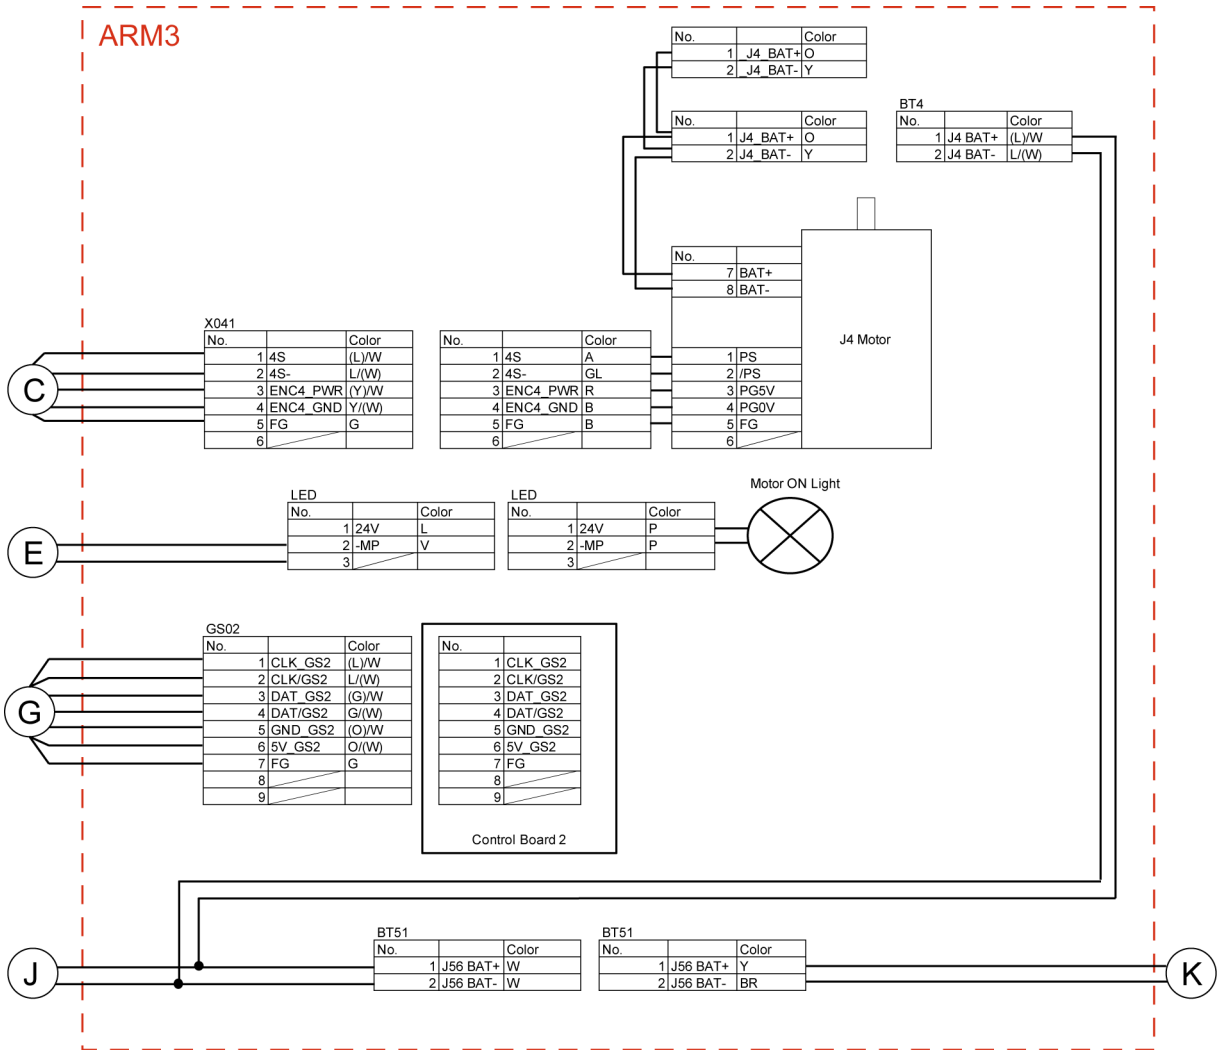 ARM3
No. Color
1 _J4_BAT+ O
2 _J4_BAT- Y
No. Color
1 J4_BAT+ O
2 J4_BAT- Y
BT4
No. Color
1 J4 BAT+ (L)/W
2 J4 BAT- L/(W)
No.
7 BAT+
8 BAT-
J4 Motor
1 PS
2 /PS
3 PG5V
4 PG0V
5 FG
6
C
X041
No. Color
1 4S (L)/W
2 4S- L/(W)
3 ENC4_PWR (Y)/W
4 ENC4_GND Y/(W)
5 FG G
6
No. Color
1 4S A
2 4S- GL
3 ENC4_PWR R
4 ENC4_GND B
5 FG B
6
E
LED
No. Color
1 24V L
2 -MP V
3
LED
No. Color
1 24V P
2 -MP P
3
Motor ON Light
G
GS02
No. Color
1 CLK_GS2 (L)/W
2 CLK/GS2 L/(W)
3 DAT_GS2 (G)/W
4 DAT/GS2 G/(W)
5 GND_GS2 (O)/W
6 5V_GS2 O/(W)
7 FG G
8
9
No.
1 CLK_GS2
2 CLK/GS2
3 DAT_GS2
4 DAT/GS2
5 GND_GS2
6 5V_GS2
7 FG
8
9
Control Board 2
J
BT51
No. Color
1 J56 BAT+ W
2 J56 BAT- W
BT51
No. Color
1 J56 BAT+ Y
2 J56 BAT- BR
K